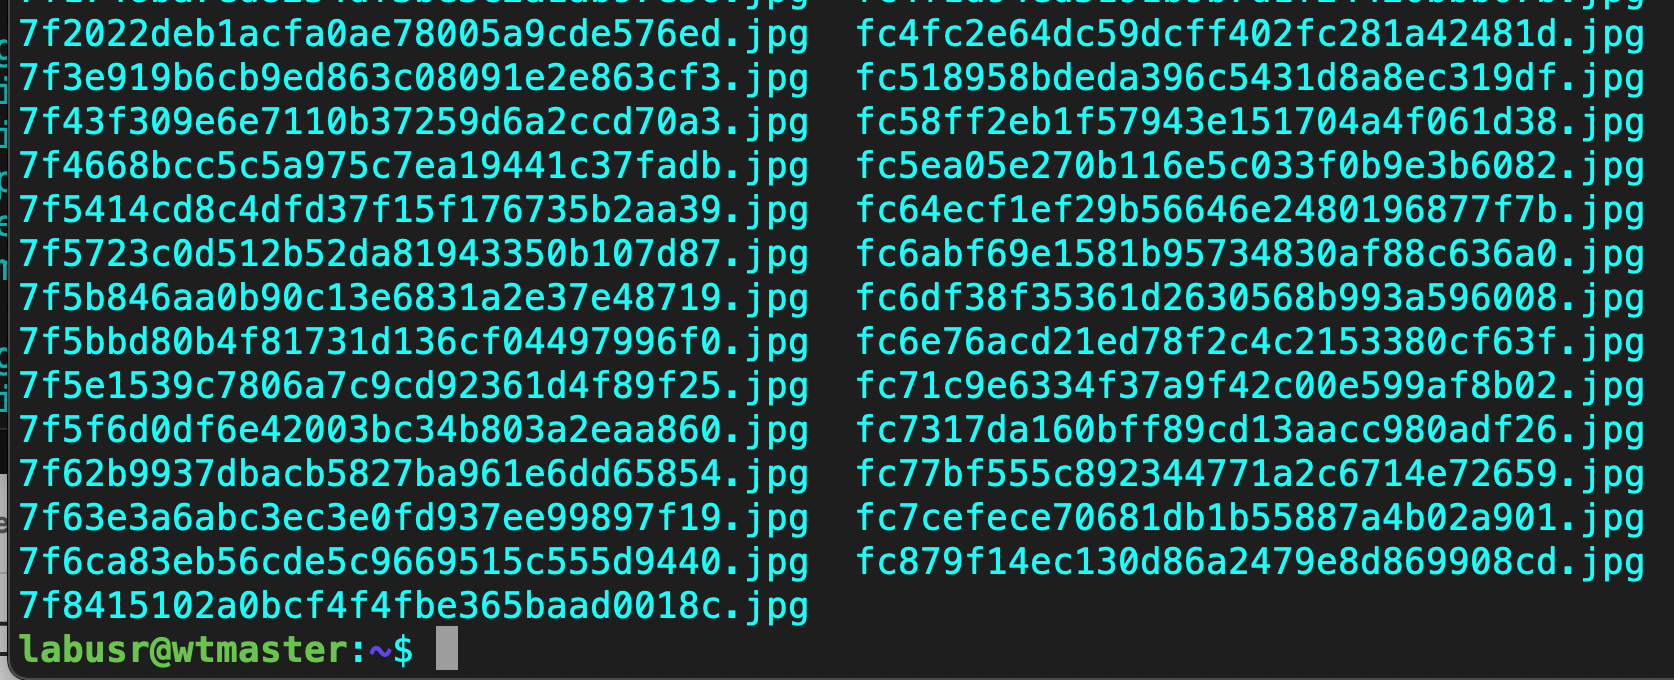 7f2022deb1acfa0ae78005a9cde576ed.jpg  fc4fc2e64dc59dcff402fc281a42481d.jpg
7f3e919b6cb9ed863c08091e2e863cf3.jpg  fc518958bdeda396c5431d8a8ec319df.jpg
7f43f309e6e7110b37259d6a2ccd70a3.jpg  fc58ff2eb1f57943e151704a4f061d38.jpg
7f4668bcc5c5a975c7ea19441c37fadb.jpg  fc5ea05e270b116e5c033f0b9e3b6082.jpg
7f5414cd8c4dfd37f15f176735b2aa39.jpg  fc64ecf1ef29b56646e2480196877f7b.jpg
7f5723c0d512b52da81943350b107d87.jpg  fc6abf69e1581b95734830af88c636a0.jpg
7f5b846aa0b90c13e6831a2e37e48719.jpg  fc6df38f35361d2630568b993a596008.jpg
7f5bbd80b4f81731d136cf04497996f0.jpg  fc6e76acd21ed78f2c4c2153380cf63f.jpg
7f5e1539c7806a7c9cd92361d4f89f25.jpg  fc71c9e6334f37a9f42c00e599af8b02.jpg
7f5f6d0df6e42003bc34b803a2eaa860.jpg  fc7317da160bff89cd13aacc980adf26.jpg
7f62b9937dbacb5827ba961e6dd65854.jpg  fc77bf555c892344771a2c6714e72659.jpg
7f63e3a6abc3ec3e0fd937ee99897f19.jpg  fc7cefece70681db1b55887a4b02a901.jpg
7f6ca83eb56cde5c9669515c555d9440.jpg  fc879f14ec130d86a2479e8d869908cd.jpg
7f8415102a0bcf4f4fbe365baad0018c.jpg
labusr@wtmaster:~$